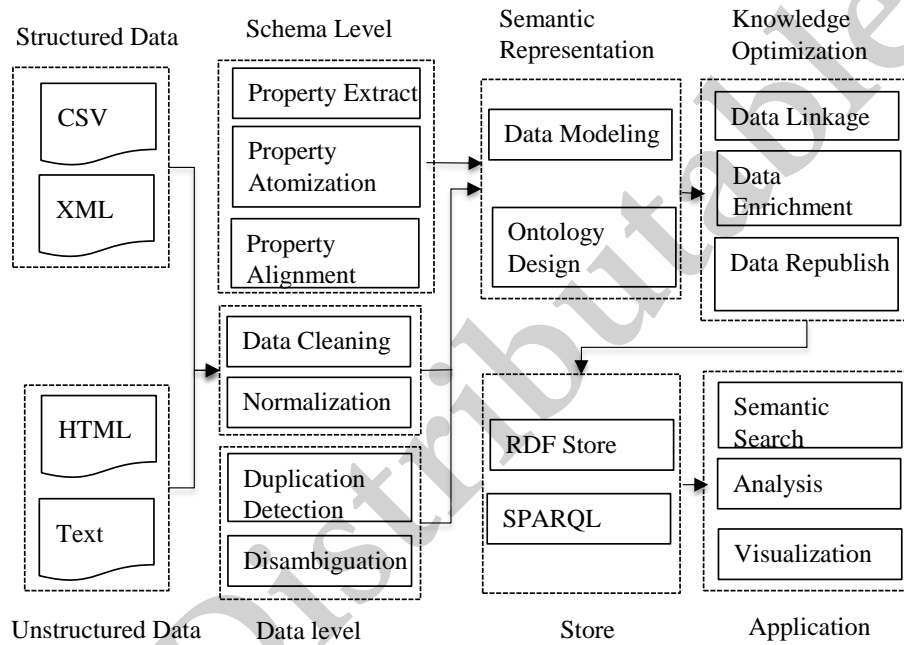 Structured Data
CSV
XML
HTML
Text
Unstructured Data
Schema Level
Property Extract
Property
Atomization
Property
Alignment
Data Cleaning
Normalization
Duplication
Detection
Disambiguation
Data level
Semantic
Representation
Data Modeling
Ontology
Design
Knowledge
Optimization
Data Linkage
Data
Enrichment
Data Republish
RDF Store
SPARQL
Store
Semantic
Search
Analysis
Visualization
Application
Distributable